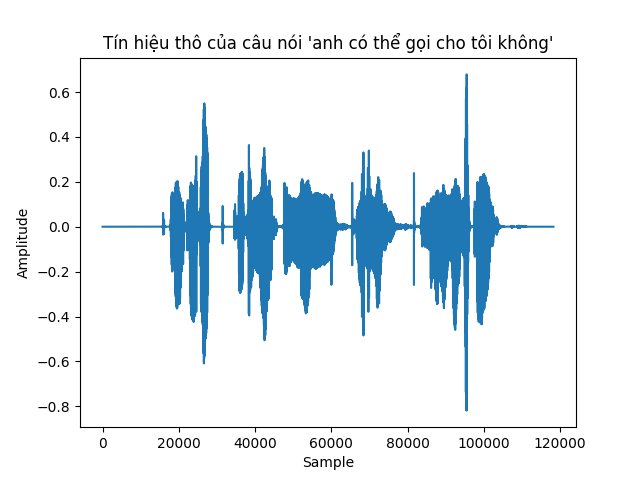 Tín hiệu thô của câu nói 'anh có thể gọi cho tôi không'
0.6
0.4
0.2
0.0
−0.2
−0.4
−0.6
−0.8
Amplitude
0 20000 40000 60000 80000 100000 120000
Sample